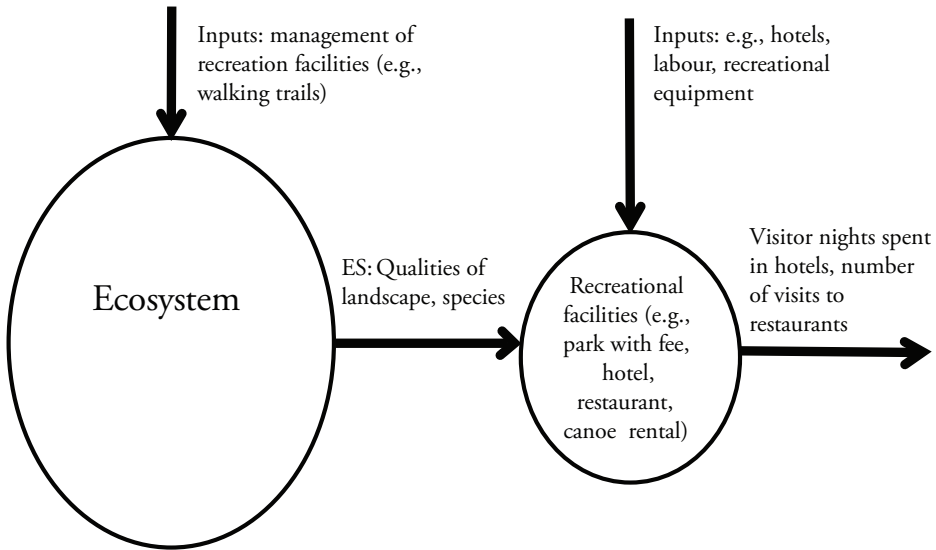 Inputs: management of
recreation facilities (e.g.,
walking trails)
Inputs: e.g., hotels,
labour, recreational
equipment
Ecosystem
ES: Qualities of
landscape, species
Recreational
facilities (e.g.,
park with fee,
hotel,
restaurant,
canoe rental)
Visitor nights spent
in hotels, number
of visits to
restaurants